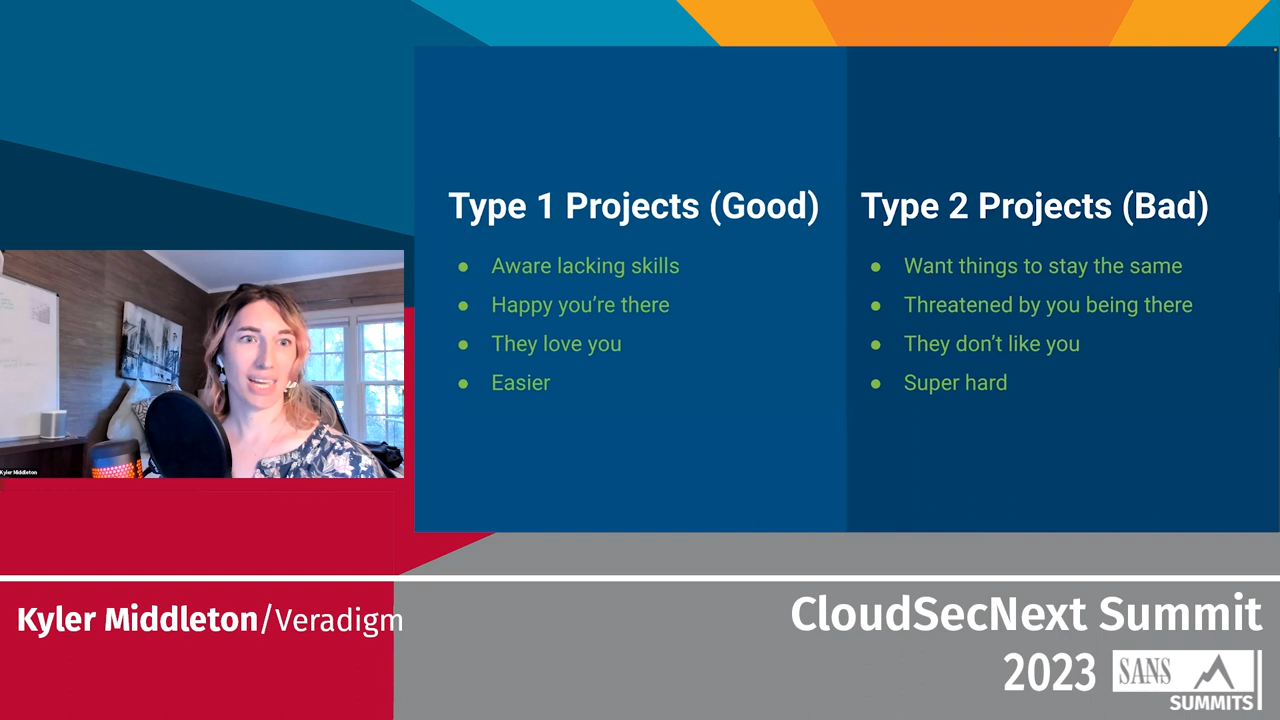 Type 1 Projects (Good)
● Aware lacking skills
● Happy you’re there
● They love you
● Easier
Type 2 Projects (Bad)
● Want things to stay the same
● Threatened by you being there
● They don’t like you
● Super hard
Kyler Middleton
Kyler Middleton/Veradigm
CloudSecNext Summit
2023
SANS
SUMMITS